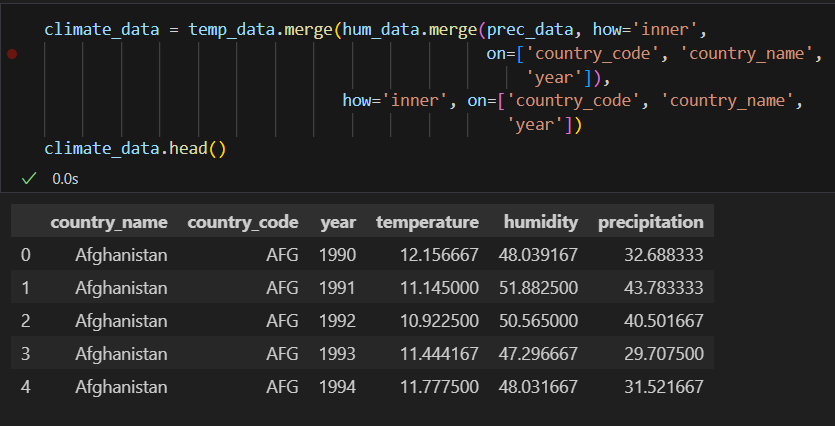 climate_data = temp_data.merge(hum_data.merge(prec_data, how='inner',
on=['country_code', 'country_name',
'year']),
how='inner', on=['country_code', 'country_name',
'year'])
climate_data.head()
0.0s
country_name country_code year temperature humidity precipitation
0 Afghanistan AFG 1990 12.156667 48.039167 32.688333
1 Afghanistan AFG 1991 11.145000 51.882500 43.783333
2 Afghanistan AFG 1992 10.922500 50.565000 40.501667
3 Afghanistan AFG 1993 11.444167 47.296667 29.707500
4 Afghanistan AFG 1994 11.777500 48.031667 31.521667